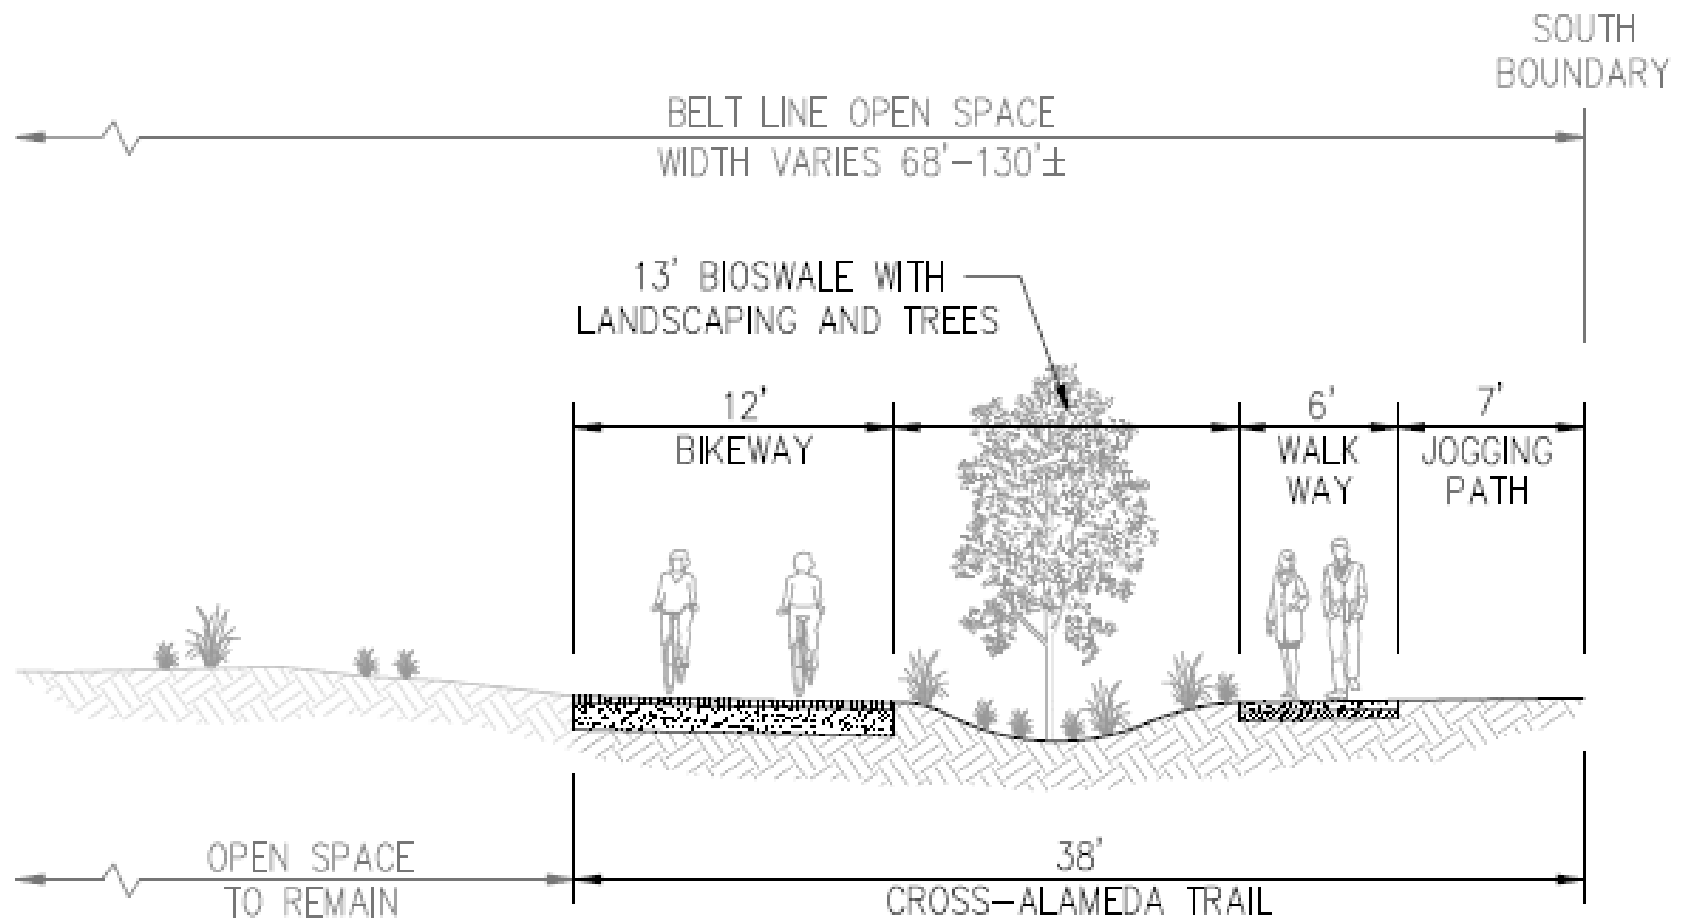 SOUTH
BOUNDARY
BELT LINE OPEN SPACE
WIDTH VARIES 68'-130'±
13' BIOSWALE WITH
LANDSCAPING AND TREES
12'
BIKEWAY
6'
WALK
WAY
7'
JOGGING
PATH
OPEN SPACE
TO REMAIN
38'
CROSS-ALAMEDA TRAIL